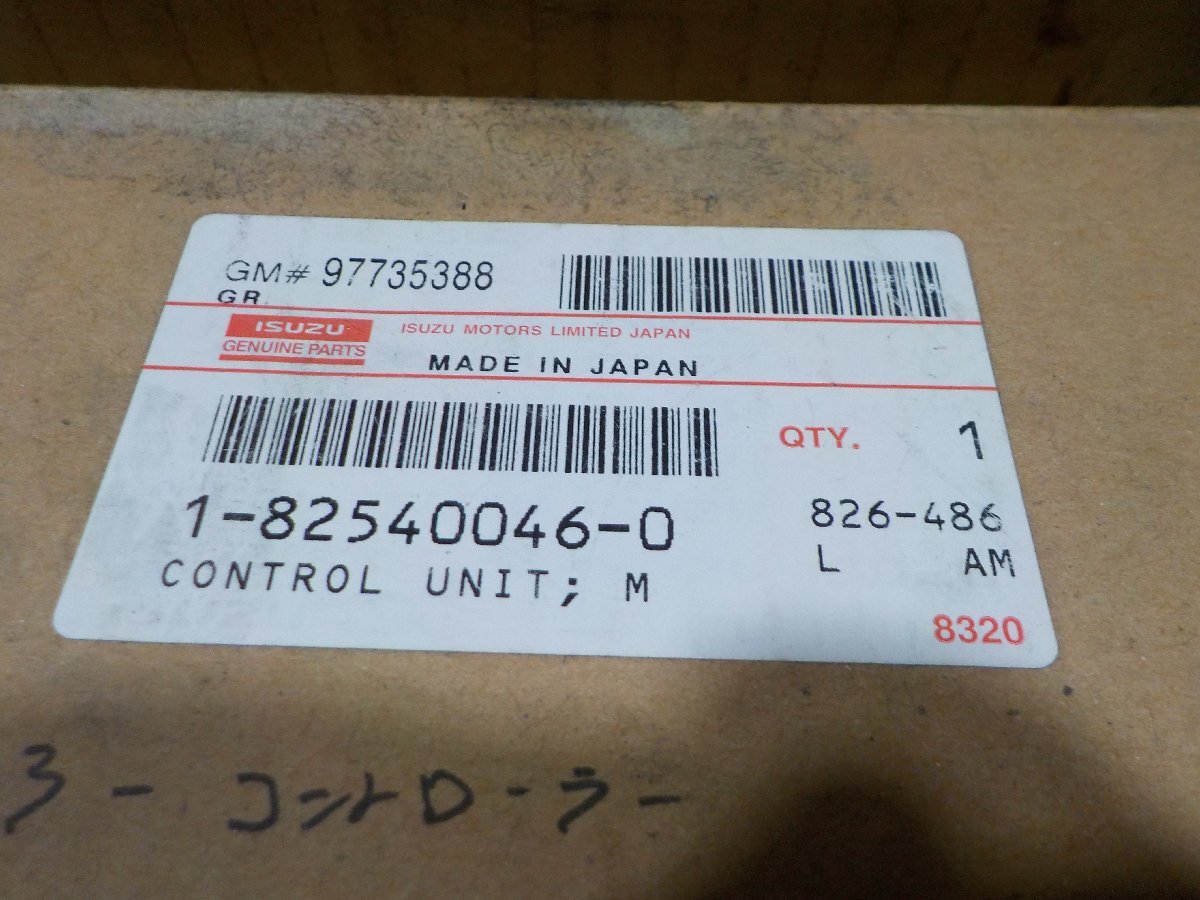 GM# 97735388
GR
ISUZU
GENUINE PARTS
ISUZU MOTORS LIMITED JAPAN
MADE IN JAPAN
QTY. 1
1-82540046-0
826-486
CONTROL UNIT; M
L AM
8320
ー コントローラー